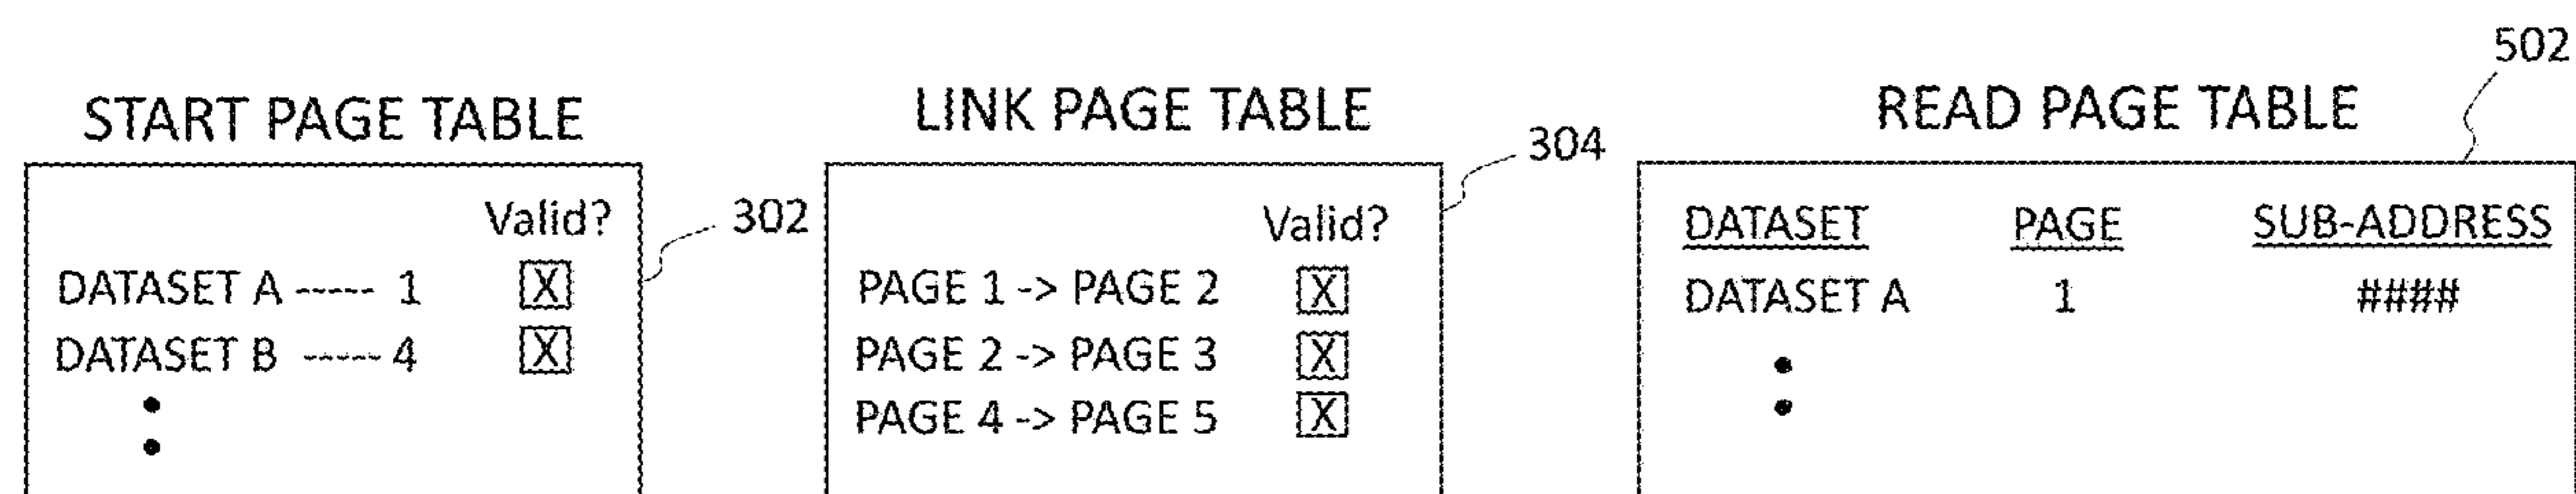 START PAGE TABLE
Valid?
302
DATASET A ----- 1 X
DATASET B ----- 4 X
LINK PAGE TABLE
304
Valid?
PAGE 1 -> PAGE 2 X
PAGE 2 -> PAGE 3 X
PAGE 4 -> PAGE 5 X
502
READ PAGE TABLE
DATASET PAGE SUB-ADDRESS
DATASET A 1 ####